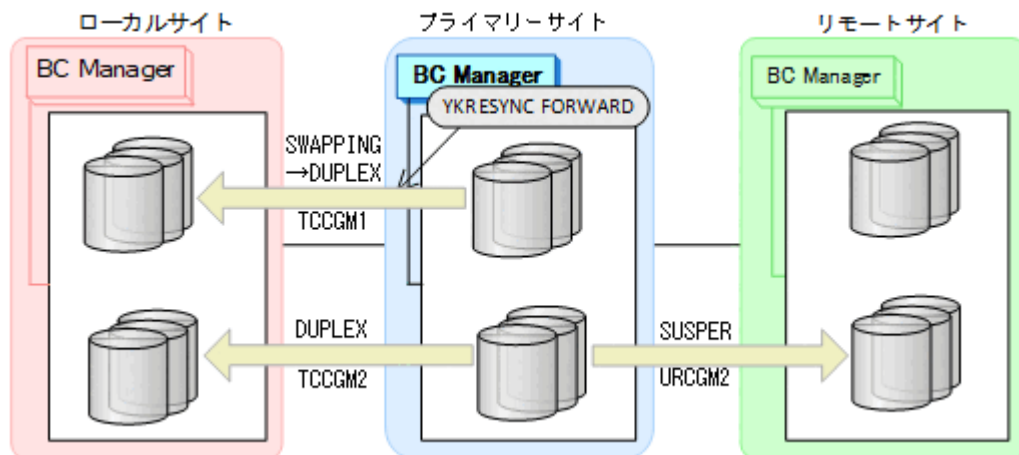 ローカルサイト
プライマリーサイト
リモートサイト
BC Manager
BC Manager
BC Manager
YKRESYNC FORWARD
SWAPPING
→DUPLEX
TCCGM1
DUPLEX
TCCGM2
SUSPER
URCGM2